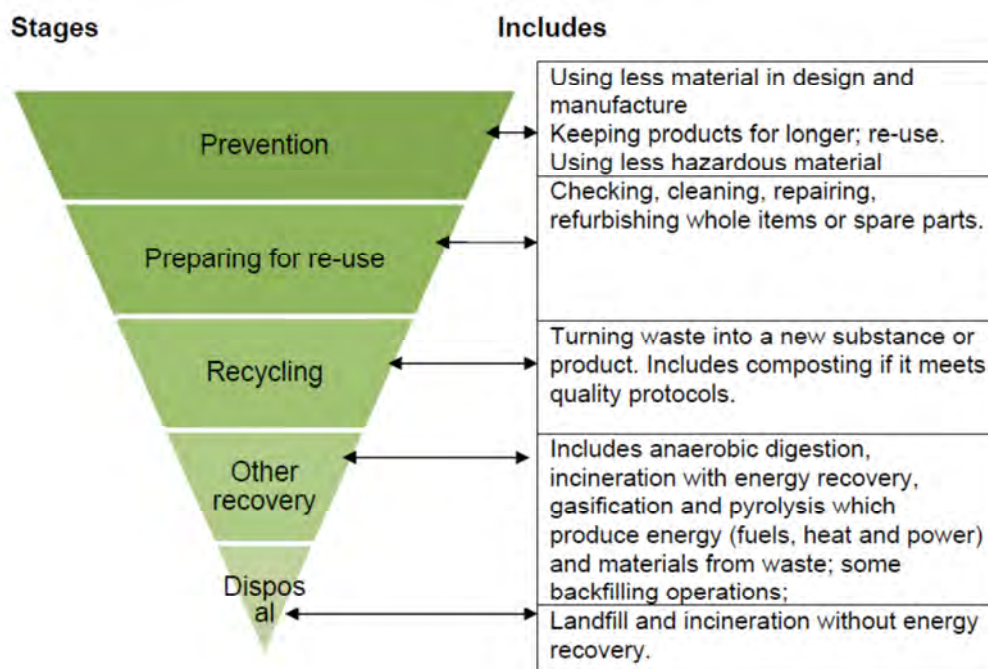 Stages
Includes
Prevention
Using less material in design and
manufacture
Keeping products for longer; re-use.
Using less hazardous material
Preparing for re-use
Checking, cleaning, repairing,
refurbishing whole items or spare parts.
Recycling
Turning waste into a new substance or
product. Includes composting if it meets
quality protocols.
Other
recovery
Includes anaerobic digestion,
incineration with energy recovery,
gasification and pyrolysis which
produce energy (fuels, heat and power)
and materials from waste; some
backfilling operations;
Dispos
al
Landfill and incineration without energy
recovery.